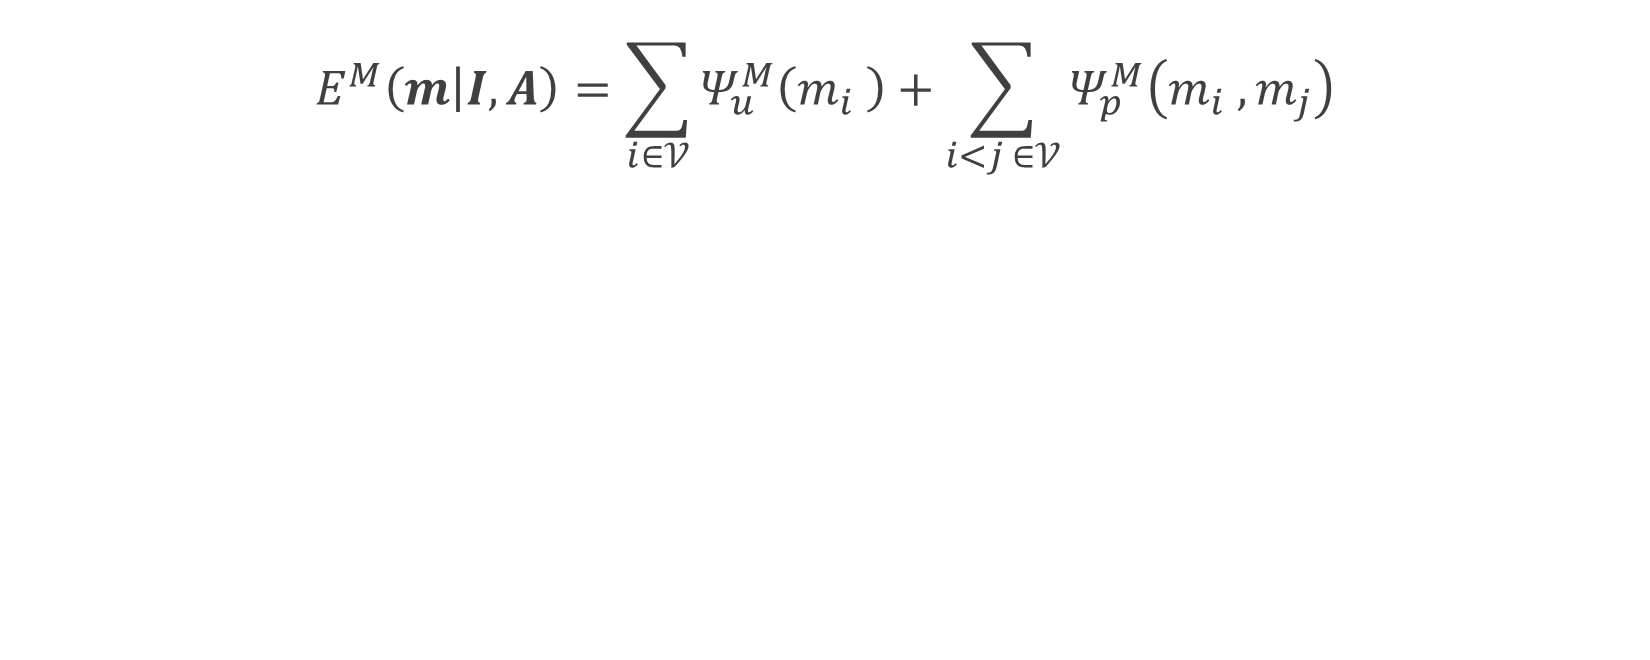 E^M(m|I, A) = ∑_{i∈𝒱} Ψ_u^M(m_i) + ∑_{i<j∈𝒱} Ψ_p^M(m_i, m_j)